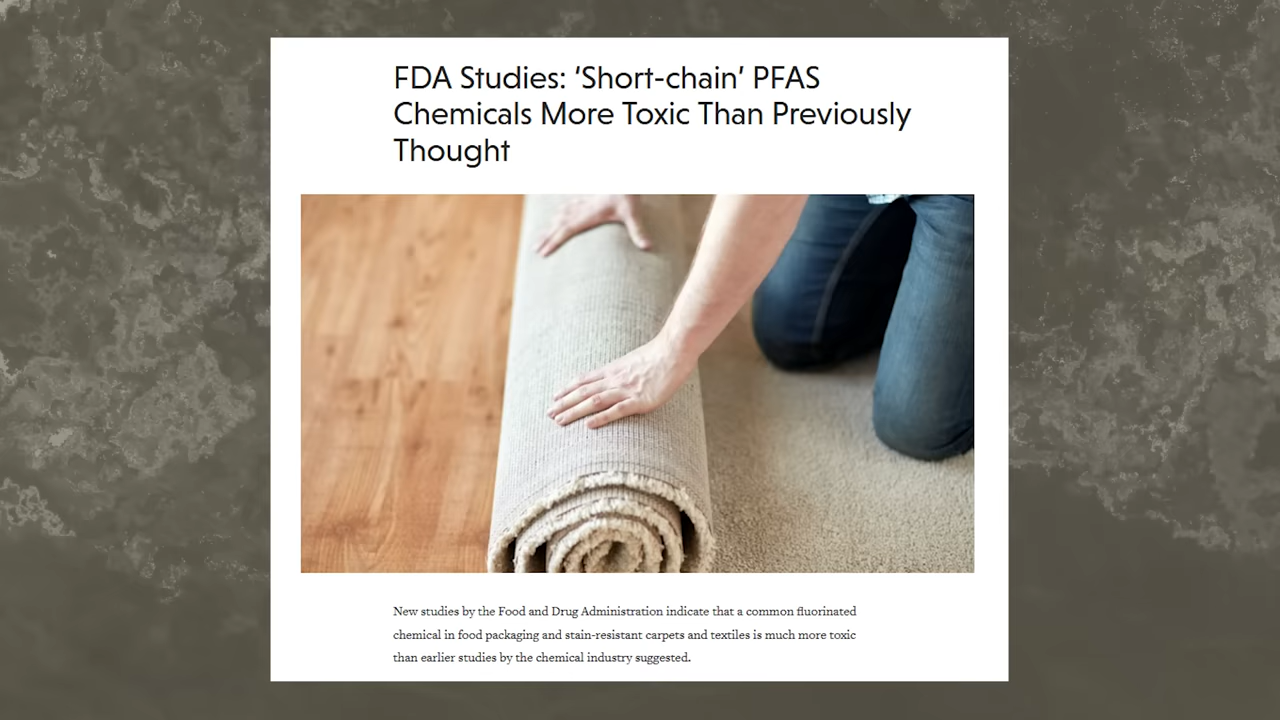 FDA Studies: ‘Short-chain’ PFAS
Chemicals More Toxic Than Previously
Thought
New studies by the Food and Drug Administration indicate that a common fluorinated
chemical in food packaging and stain-resistant carpets and textiles is much more toxic
than earlier studies by the chemical industry suggested.